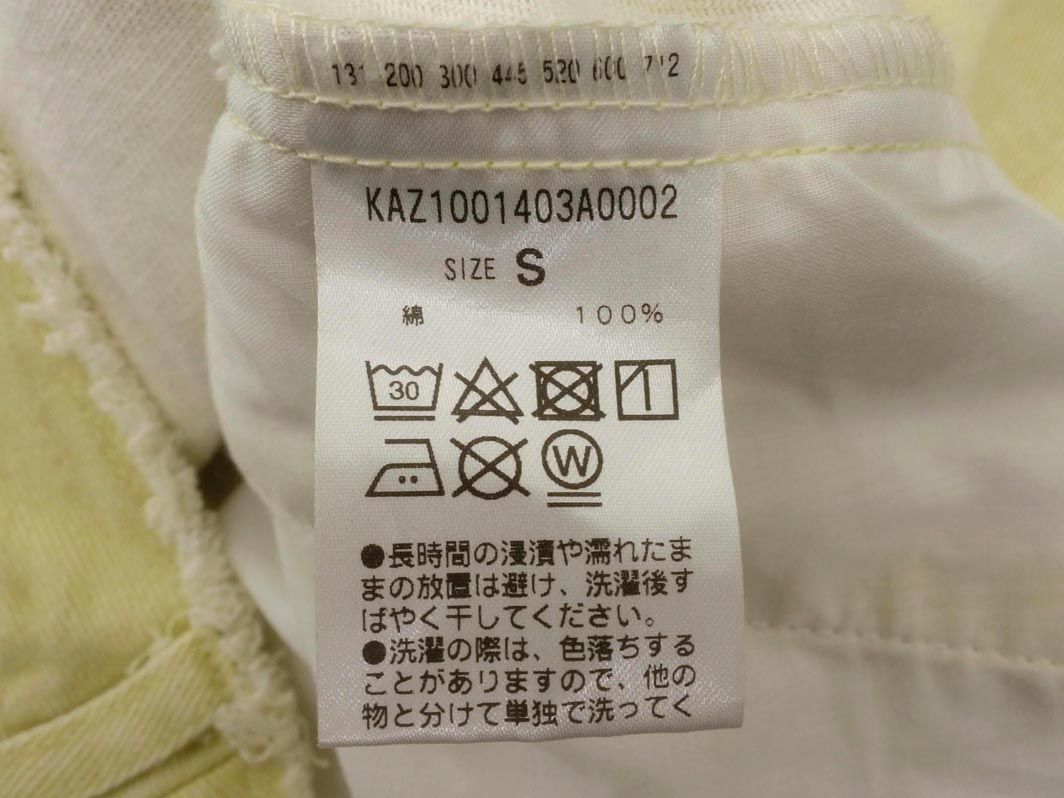 131 200 300 445 520 600 712
KAZ1001403A0002
SIZE S
綿 100%
30
W
●長時間の浸漬や濡れたま
まの放置は避け、洗濯後す
ばやく干してください。
●洗濯の際は、色落ちする
ことがありますので、他の
物と分けて単独で洗ってく